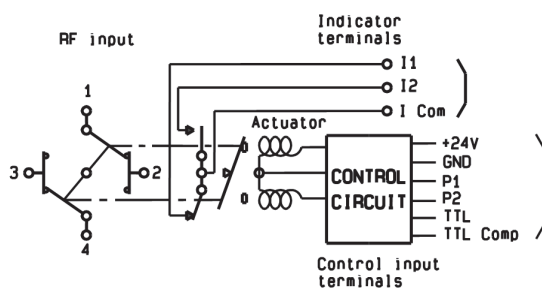 Indicator
terminals
RF input
I1
I2
I Com
1
Actuator
3
2
4
CONTROL
CIRCUIT
+24V
GND
P1
P2
TTL
TTL Comp
Control input
terminals